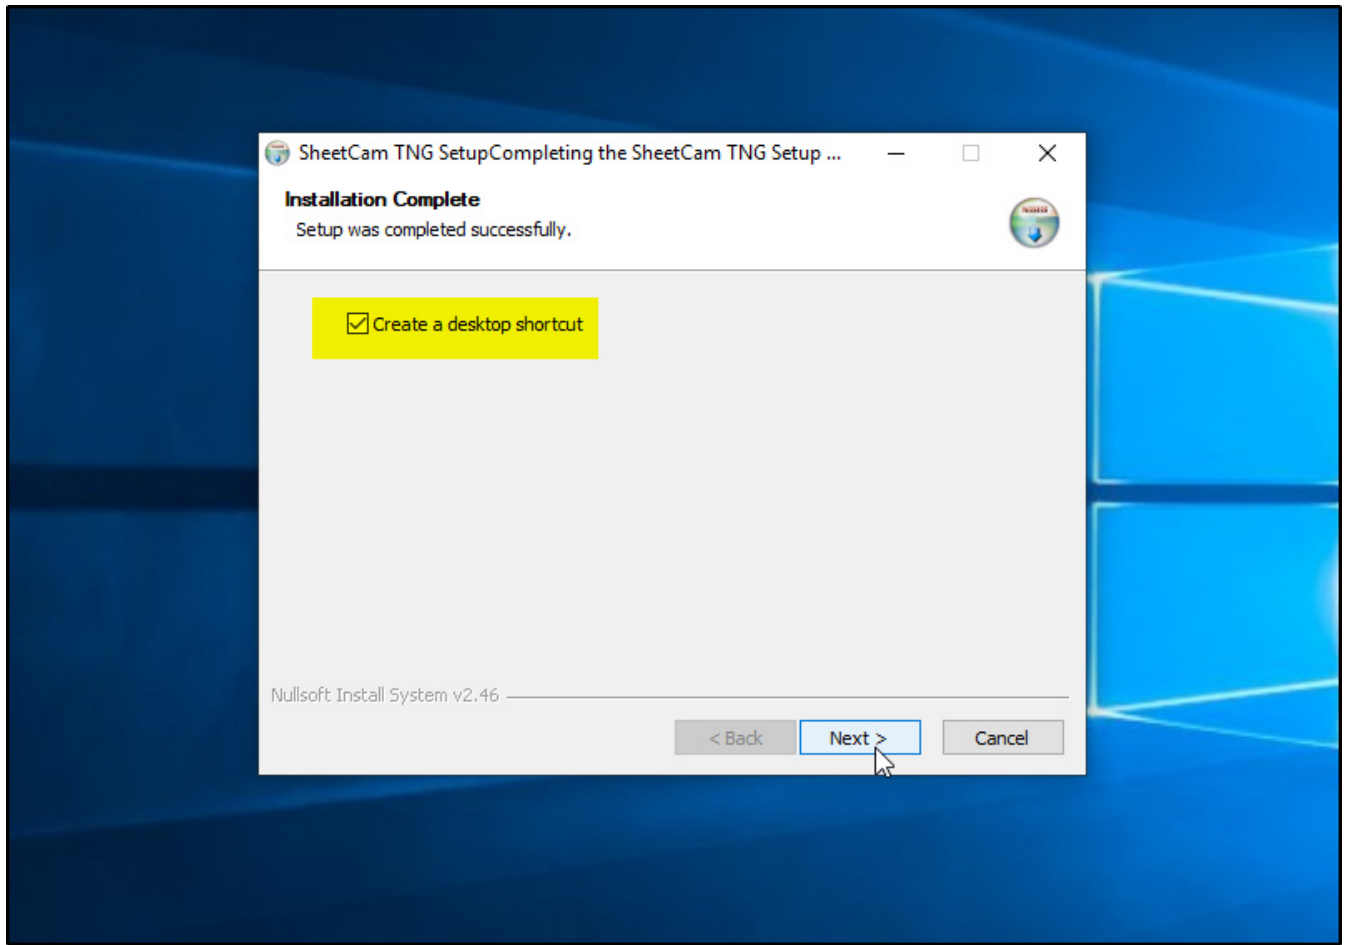 SheetCam TNG SetupCompleting the SheetCam TNG Setup ...
Installation Complete
Setup was completed successfully.
Create a desktop shortcut
Nullsoft Install System v2.46
< Back Next > Cancel